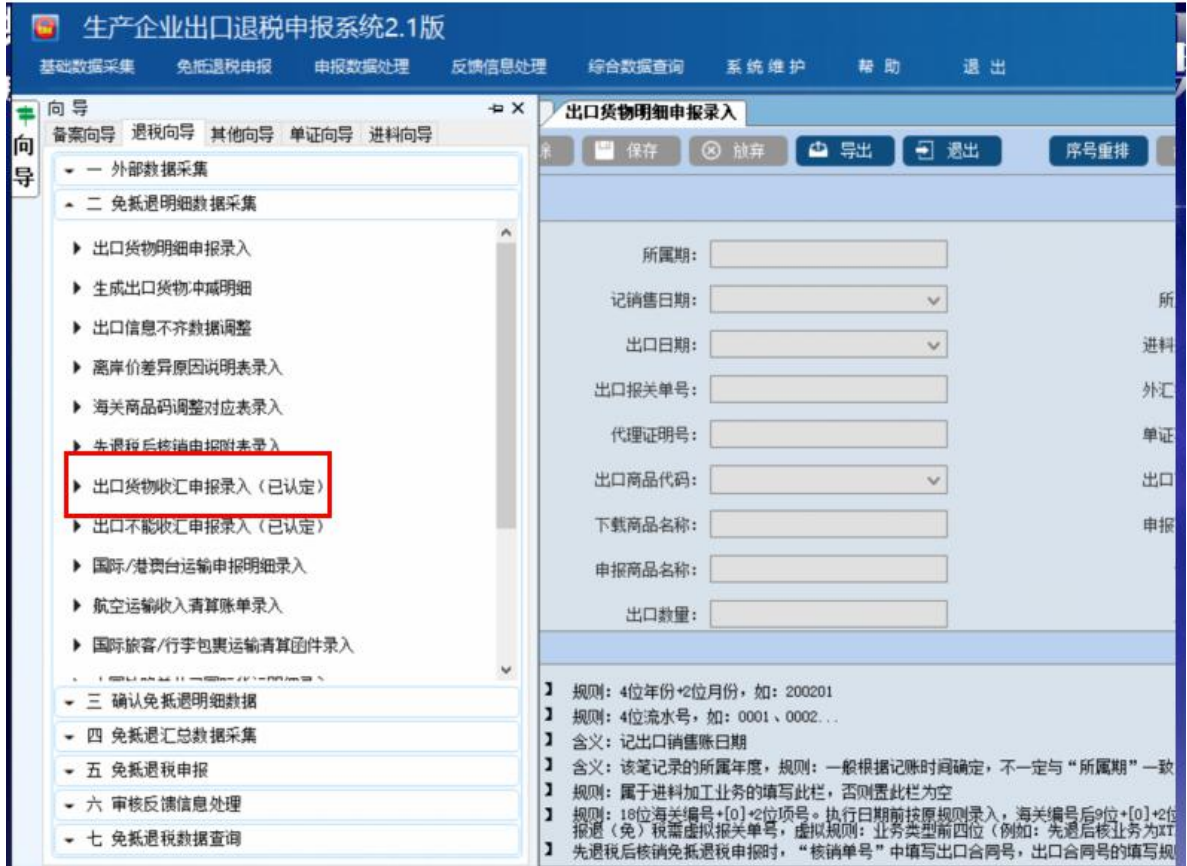 生产企业出口退税申报系统2.1版
基础数据采集 免抵退税申报 申报数据处理 反馈信息处理 综合数据查询 系统维护 帮助 退出
向导
向导
备案向导 退税向导 其他向导 单证向导 进料向导
一 外部数据采集
二 免抵退明细数据采集
出口货物明细申报录入
生成出口货物冲减明细
出口信息不齐数据调整
离岸价差异原因说明表录入
海关商品码调整对应表录入
先退税后核销申报附表录入
出口货物收汇申报录入（已认定）
出口不能收汇申报录入（已认定）
国际/港澳台运输申报明细录入
航空运输收入清算账单录入
国际旅客/行李包裹运输清算函件录入
三 确认免抵退明细数据
四 免抵退汇总数据采集
五 免抵退税申报
六 审核反馈信息处理
七 免抵退税数据查询
出口货物明细申报录入
保存 放弃 导出 退出 序号重排
所属期：
记销售日期： 所
出口日期： 进料
出口报关单号： 外汇
代理证明号： 单证
出口商品代码： 出口
下载商品名称： 申报
申报商品名称：
出口数量：
】 规则：4位年份+2位月份，如：200201
】 规则：4位流水号，如：0001、0002...
】 含义：记出口销售账日期
】 含义：该笔记录的所属年度，规则：一般根据记账时间确定，不一定与“所属期”一致
】 规则：属于进料加工业务的填写此栏，否则置此栏为空
】 规则：18位海关编号+[0]+2位项号。执行日期前按原规则录入，海关编号后9位+[0]+2位
报退（免）税需虚拟报关单号，虚拟规则：业务类型前四位（例如：先退后核业务为XT
】 先退税后核销免抵退税申报时，“核销单号”中填写出口合同号，出口合同号的填写规